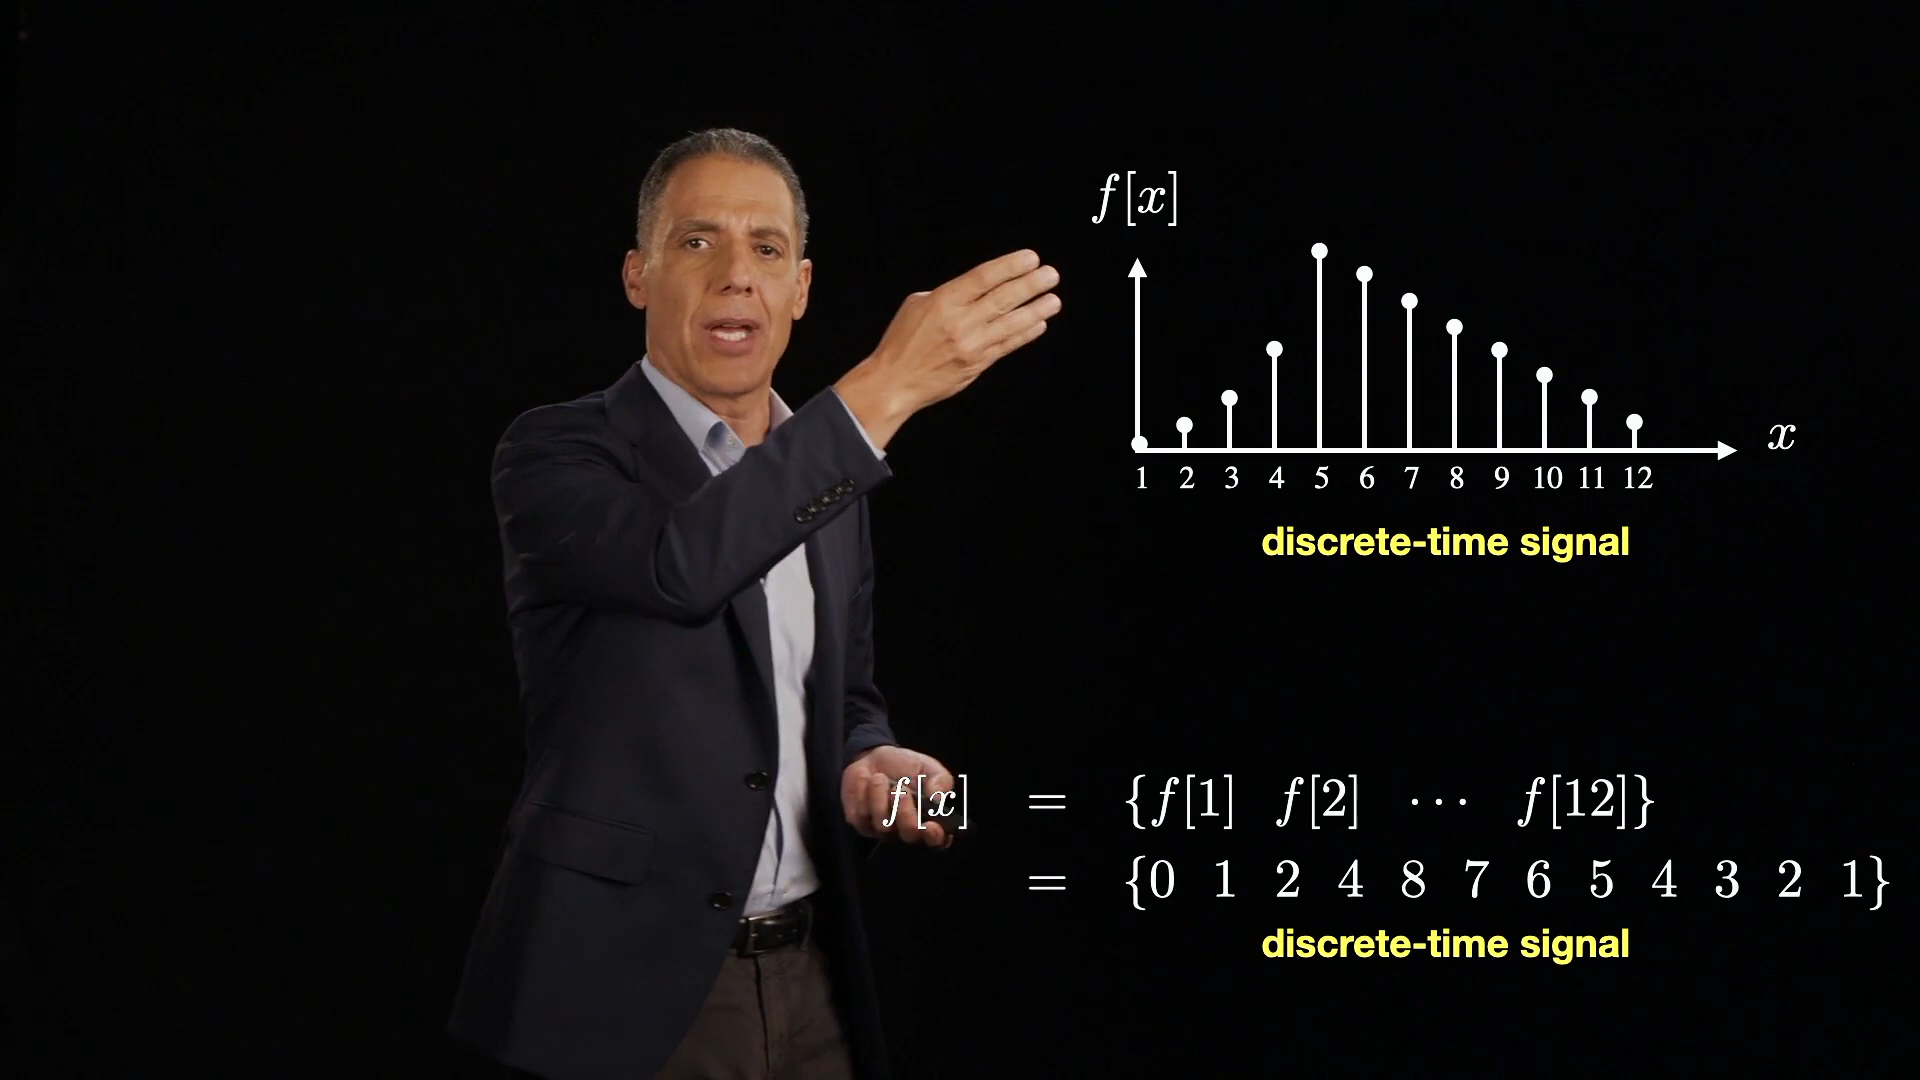 f[x]
x
1 2 3 4 5 6 7 8 9 10 11 12
discrete-time signal
f[x] = {f[1] f[2] ··· f[12]}
= {0 1 2 4 8 7 6 5 4 3 2 1}
discrete-time signal